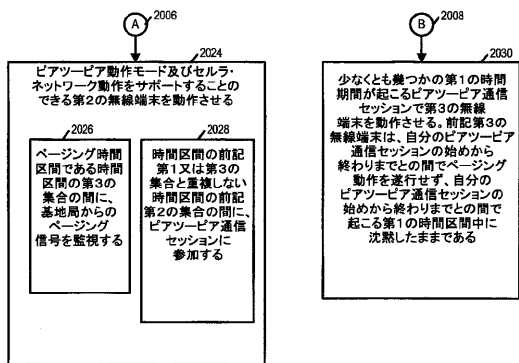 A
2006
2024
ピアツーピア動作モード及びセルラ・
ネットワーク動作をサポートすることの
できる第2の無線端末を動作させる
2026
ページング時間
区間である時間
区間の第3の
集合の間に、
基地局からの
ページング
信号を監視する
2028
時間区間の前記
第1又は第3の
集合と重複しない
時間区間の前記
第2の集合の間に、
ピアツーピア通信
セッションに
参加する
B
2008
2030
少なくとも幾つかの第1の時間
期間が起こるピアツーピア通信
セッションで第3の無線
端末を動作させる。前記第3の
無線端末は、自分のピアツーピア
通信セッションの始めから
終わりまでとの間でページング
動作を遂行せず、自分の
ピアツーピア通信セッションの
始めから終わりまでとの間で
起こる第1の時間区間中に
沈黙したままである